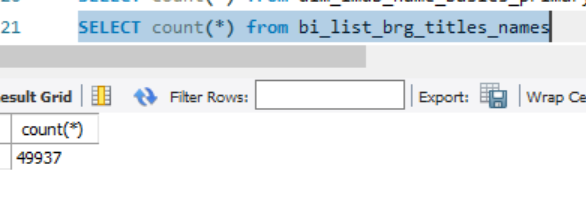 21 SELECT count(*) from bi_list_brg_titles_names
esult Grid Filter Rows: Export: Wrap Ce
count(*)
49937